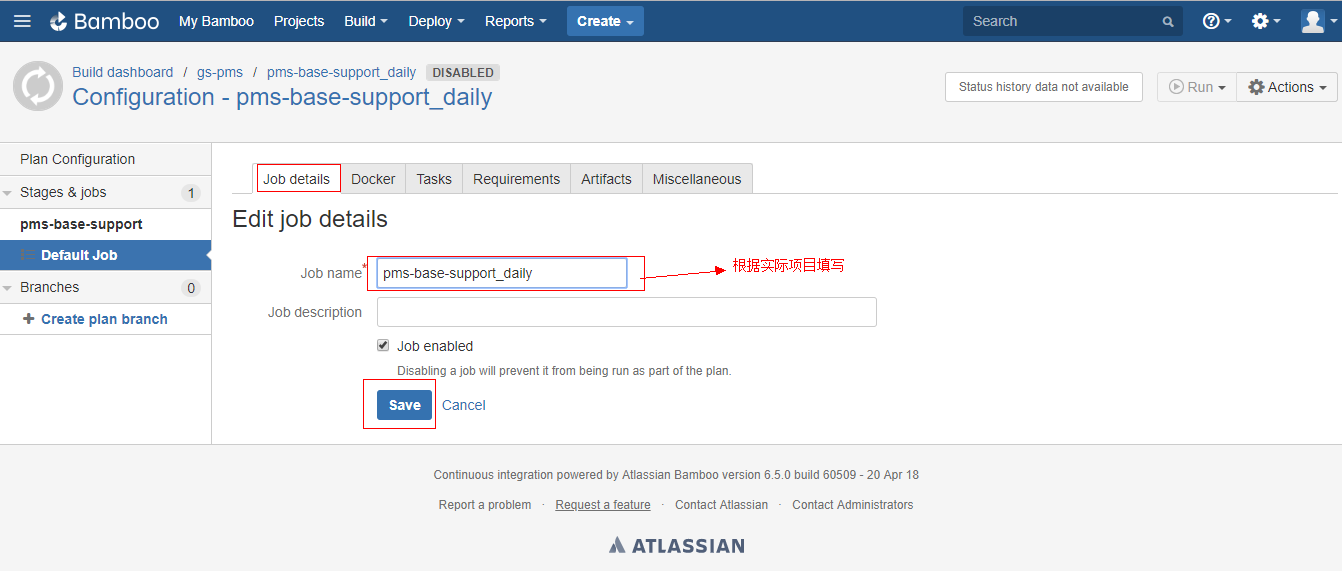 Bamboo My Bamboo Projects Build Deploy Reports Create Search
Build dashboard / gs-pms / pms-base-support_daily DISABLED
Configuration - pms-base-support_daily
Status history data not available Run Actions
Plan Configuration
Stages & jobs 1
pms-base-support
Default Job
Branches 0
Create plan branch
Job details Docker Tasks Requirements Artifacts Miscellaneous
Edit job details
Job name* pms-base-support_daily 根据实际项目填写
Job description
Job enabled
Disabling a job will prevent it from being run as part of the plan.
Save Cancel
Continuous integration powered by Atlassian Bamboo version 6.5.0 build 60509 - 20 Apr 18
Report a problem · Request a feature · Contact Atlassian · Contact Administrators
ATLASSIAN